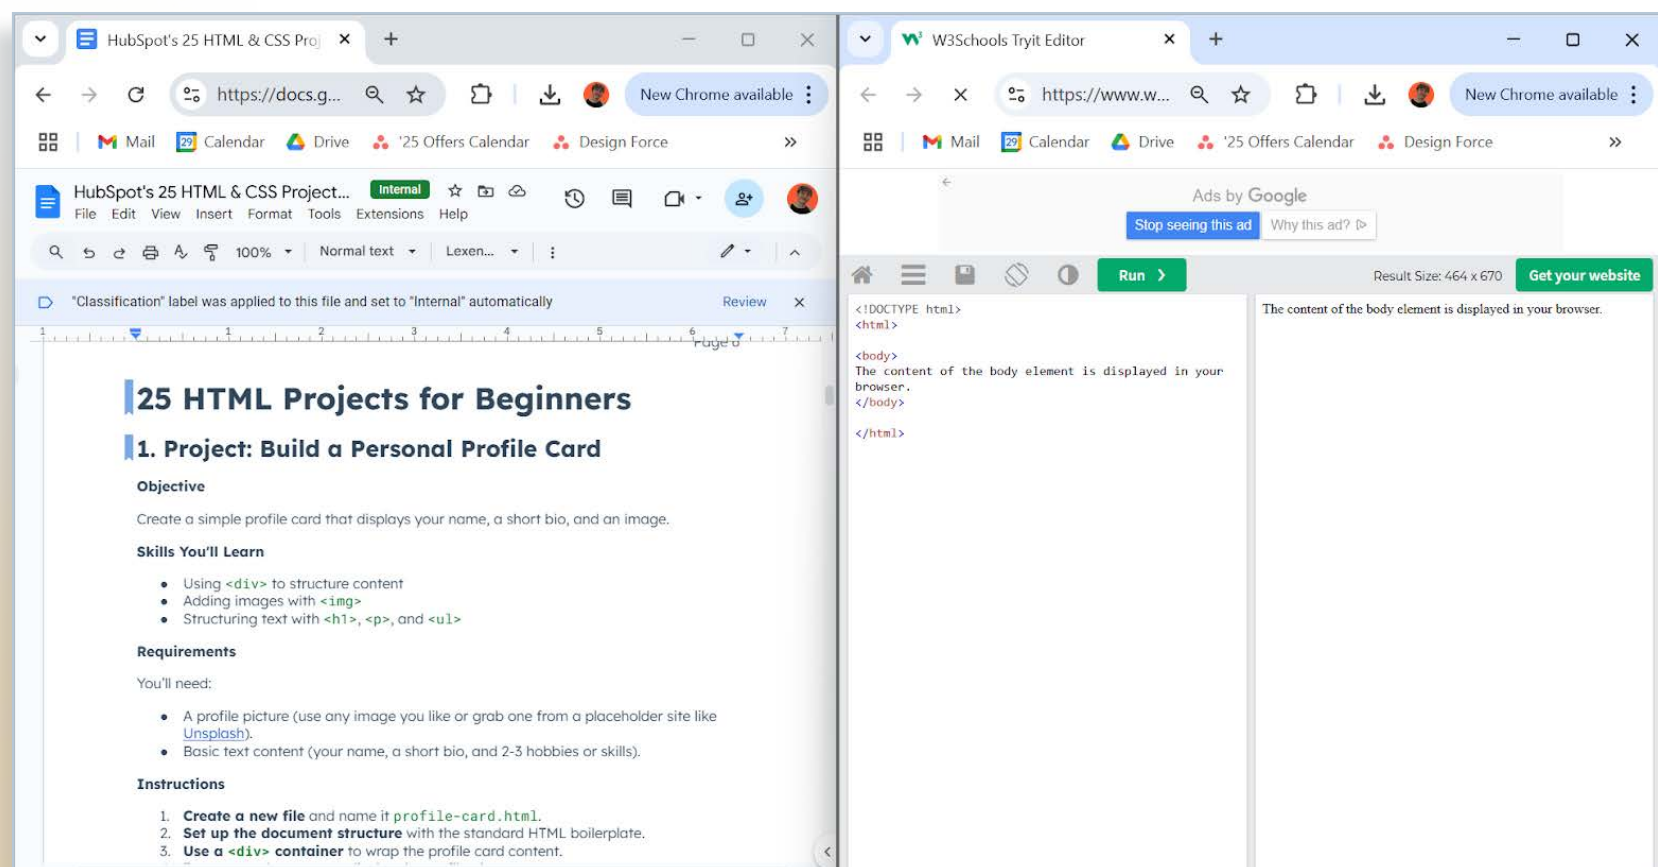 HubSpot's 25 HTML & CSS Proj
https://docs.g...
New Chrome available
Mail
Calendar
Drive
'25 Offers Calendar
Design Force
HubSpot's 25 HTML & CSS Project...
Internal
File Edit View Insert Format Tools Extensions Help
100%
Normal text
Lexen...
"Classification" label was applied to this file and set to "Internal" automatically
Review
1 1 2 3 4 5 6 7
25 HTML Projects for Beginners
1. Project: Build a Personal Profile Card
Objective
Create a simple profile card that displays your name, a short bio, and an image.
Skills You'll Learn
● Using <div> to structure content
● Adding images with <img>
● Structuring text with <h1>, <p>, and <ul>
Requirements
You'll need:
● A profile picture (use any image you like or grab one from a placeholder site like
Unsplash).
● Basic text content (your name, a short bio, and 2-3 hobbies or skills).
Instructions
1. Create a new file and name it profile-card.html.
2. Set up the document structure with the standard HTML boilerplate.
3. Use a <div> container to wrap the profile card content.
W3Schools Tryit Editor
https://www.w...
New Chrome available
Mail
29 Calendar
Drive
'25 Offers Calendar
Design Force
Ads by Google
Stop seeing this ad
Why this ad?
Run
Result Size: 464 x 670
Get your website
<!DOCTYPE html>
<html>
<body>
The content of the body element is displayed in your
browser.
</body>
</html>
The content of the body element is displayed in your browser.